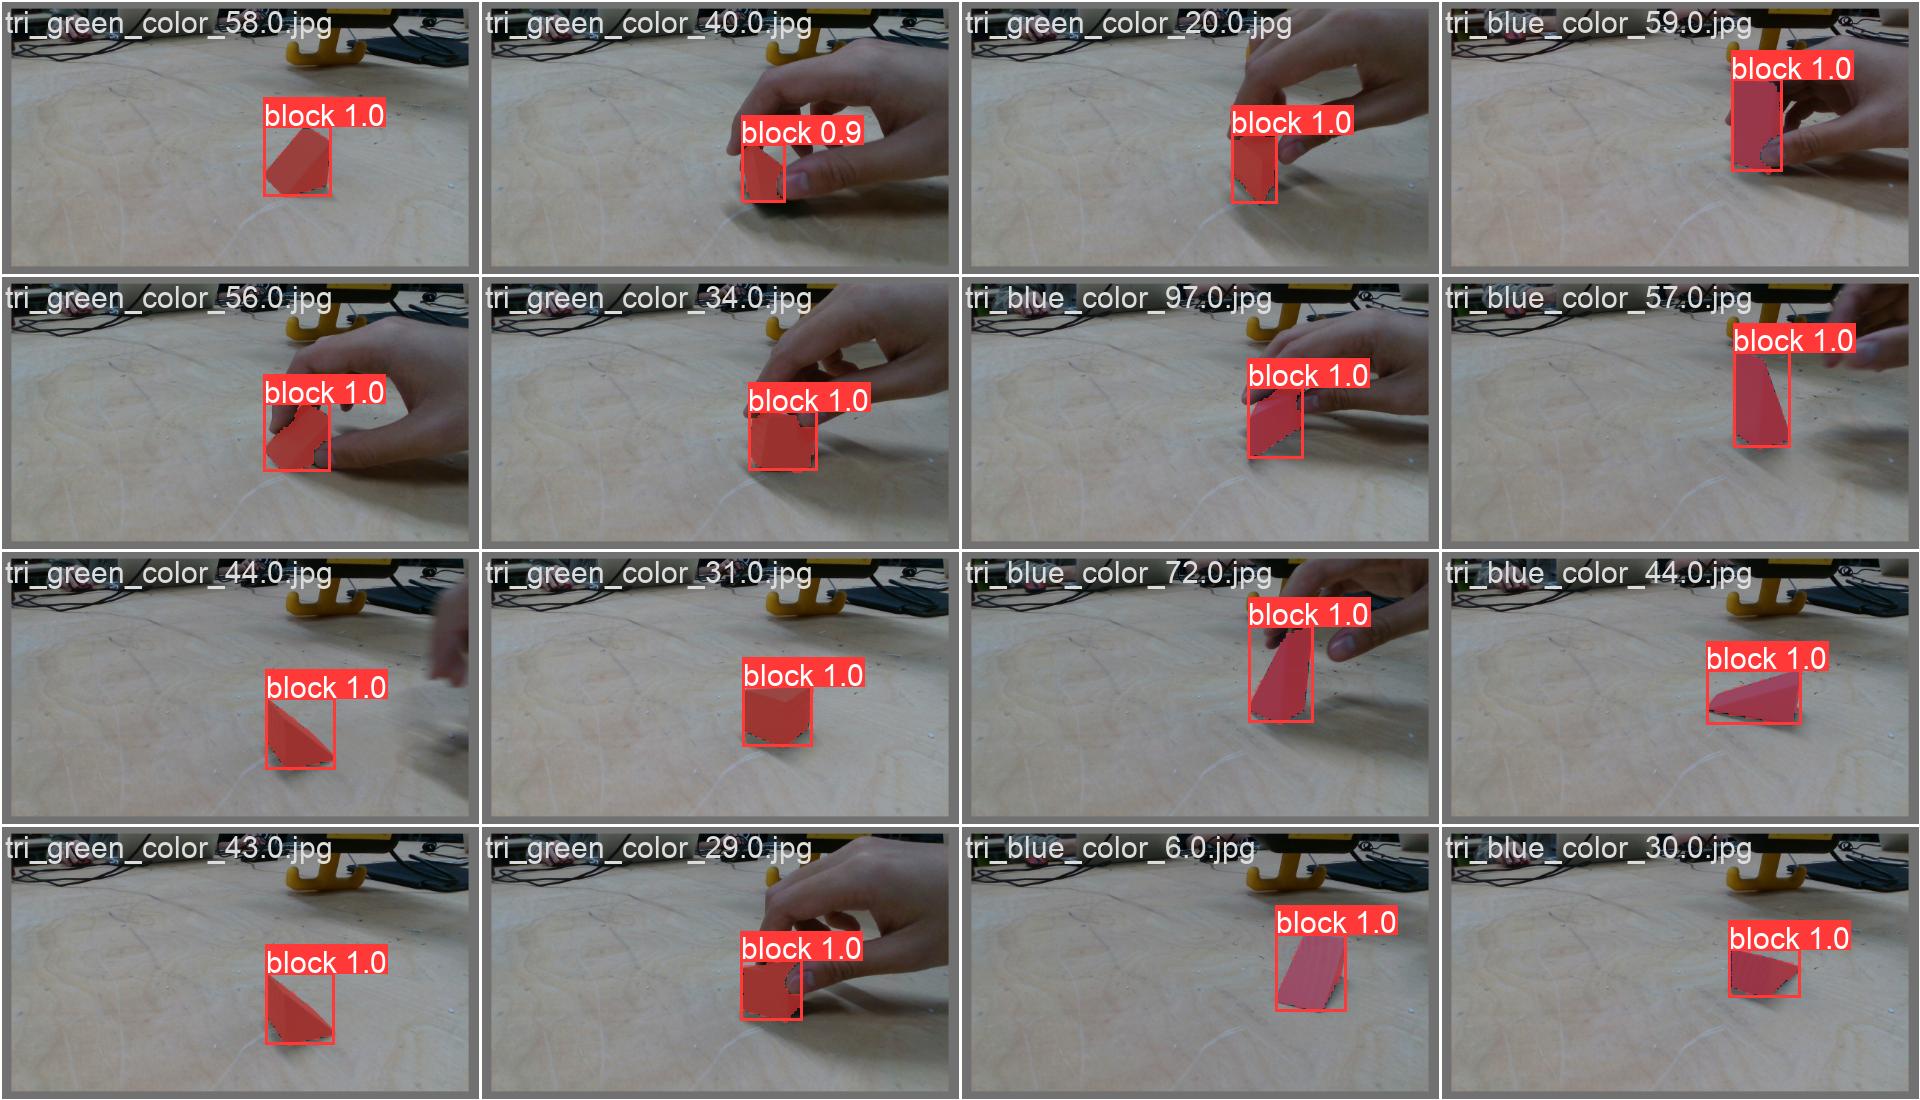 tri_green_color_58.0.jpg
block 1.0
tri_green_color_40.0.jpg
block 0.9
tri_green_color_20.0.jpg
block 1.0
tri_blue_color_59.0.jpg
block 1.0
tri_green_color_56.0.jpg
block 1.0
tri_green_color_34.0.jpg
block 1.0
tri_blue_color_97.0.jpg
block 1.0
tri_blue_color_57.0.jpg
block 1.0
tri_green_color_44.0.jpg
block 1.0
tri_green_color_31.0.jpg
block 1.0
tri_blue_color_72.0.jpg
block 1.0
tri_blue_color_44.0.jpg
block 1.0
tri_green_color_43.0.jpg
block 1.0
tri_green_color_29.0.jpg
block 1.0
tri_blue_color_6.0.jpg
block 1.0
tri_blue_color_30.0.jpg
block 1.0